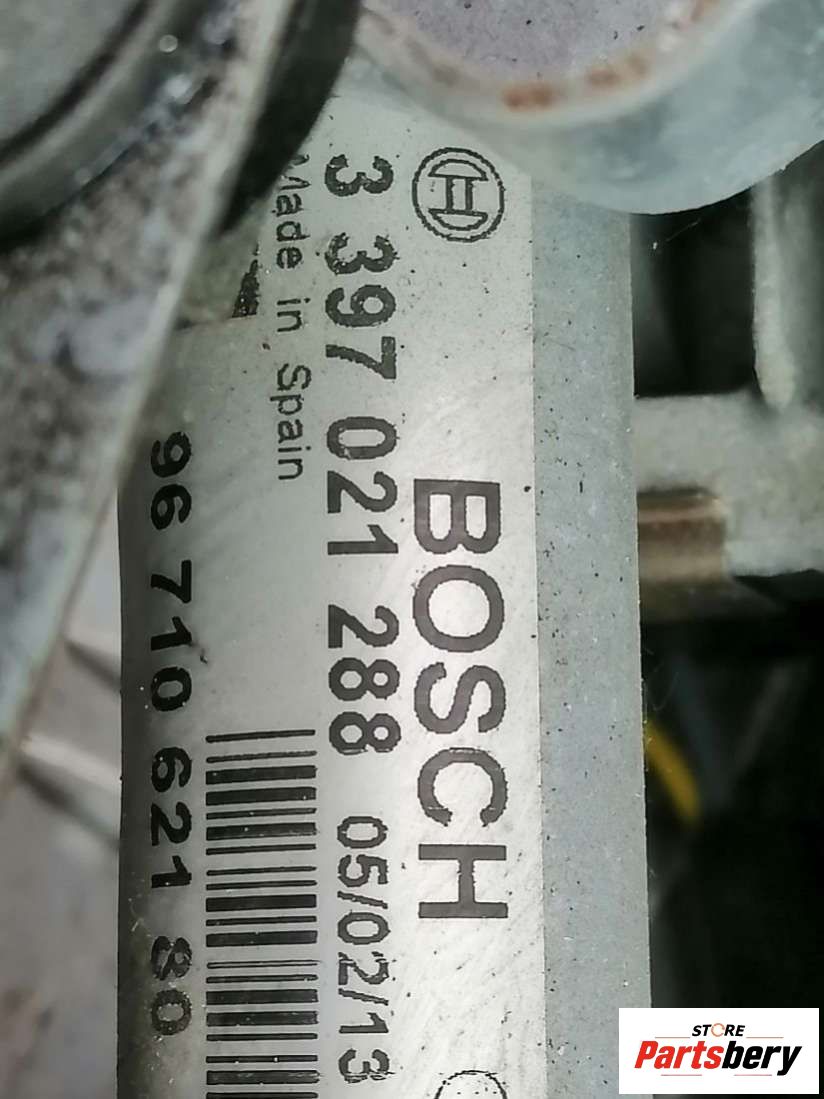 BOSCH
3 397 021 288 05/02/13
Made in Spain
96 710 621 80
STORE
Partsbery